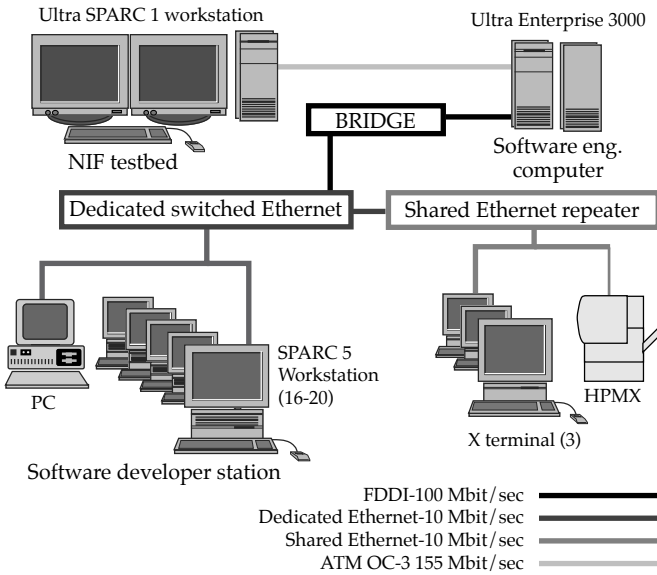 Ultra SPARC 1 workstation
Ultra Enterprise 3000
BRIDGE
NIF testbed
Software eng.
computer
Dedicated switched Ethernet
Shared Ethernet repeater
PC
SPARC 5
Workstation
(16-20)
Software developer station
X terminal (3)
HPMX
FDDI-100 Mbit/sec
Dedicated Ethernet-10 Mbit/sec
Shared Ethernet-10 Mbit/sec
ATM OC-3 155 Mbit/sec